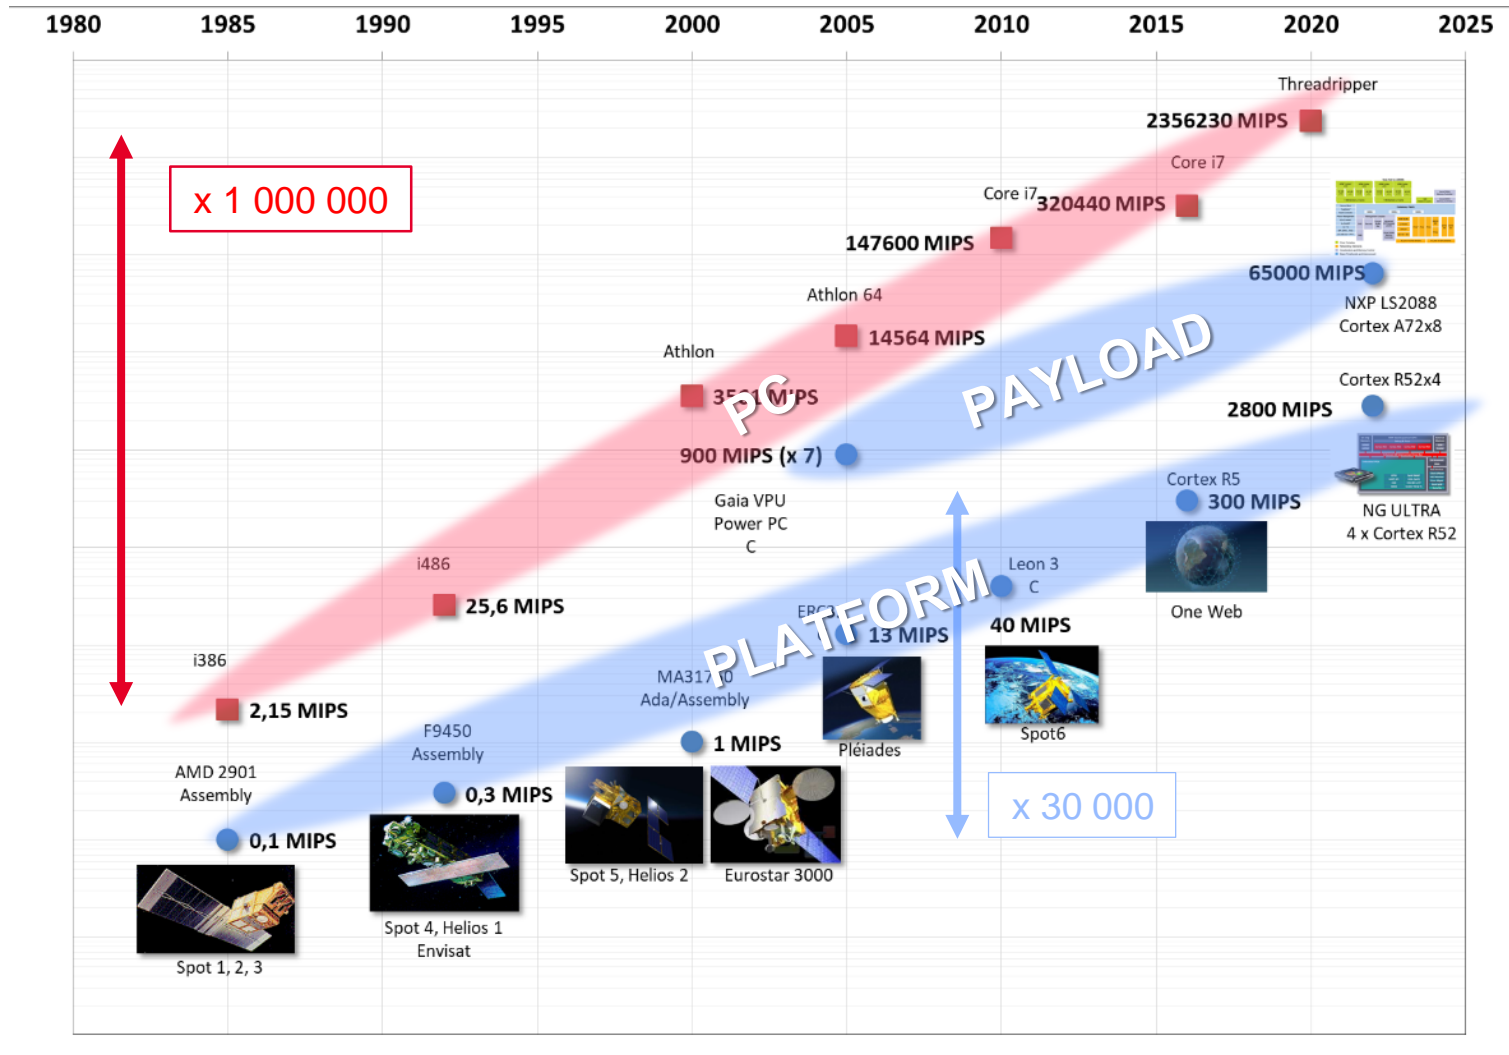 1980 1985 1990 1995 2000 2005 2010 2015 2020 2025
Threadripper
2356230 MIPS
x 1 000 000
Core i7
Core i7
320440 MIPS
147600 MIPS
65000 MIPS
Athlon 64
NXP LS2088
Cortex A72x8
14564 MIPS
Athlon
PAYLOAD
Cortex R52x4
PC
2800 MIPS
900 MIPS (x 7)
Gaia VPU
Power PC
C
Cortex R5
300 MIPS
NG ULTRA
4 x Cortex R52
i486
25,6 MIPS
Leon 3
C
PLATFORM
13 MIPS
40 MIPS
One Web
i386
2,15 MIPS
Ada/Assembly
1 MIPS
Pléiades
Spot6
F9450
Assembly
0,3 MIPS
AMD 2901
Assembly
0,1 MIPS
x 30 000
Spot 5, Helios 2
Eurostar 3000
Spot 4, Helios 1
Envisat
Spot 1, 2, 3